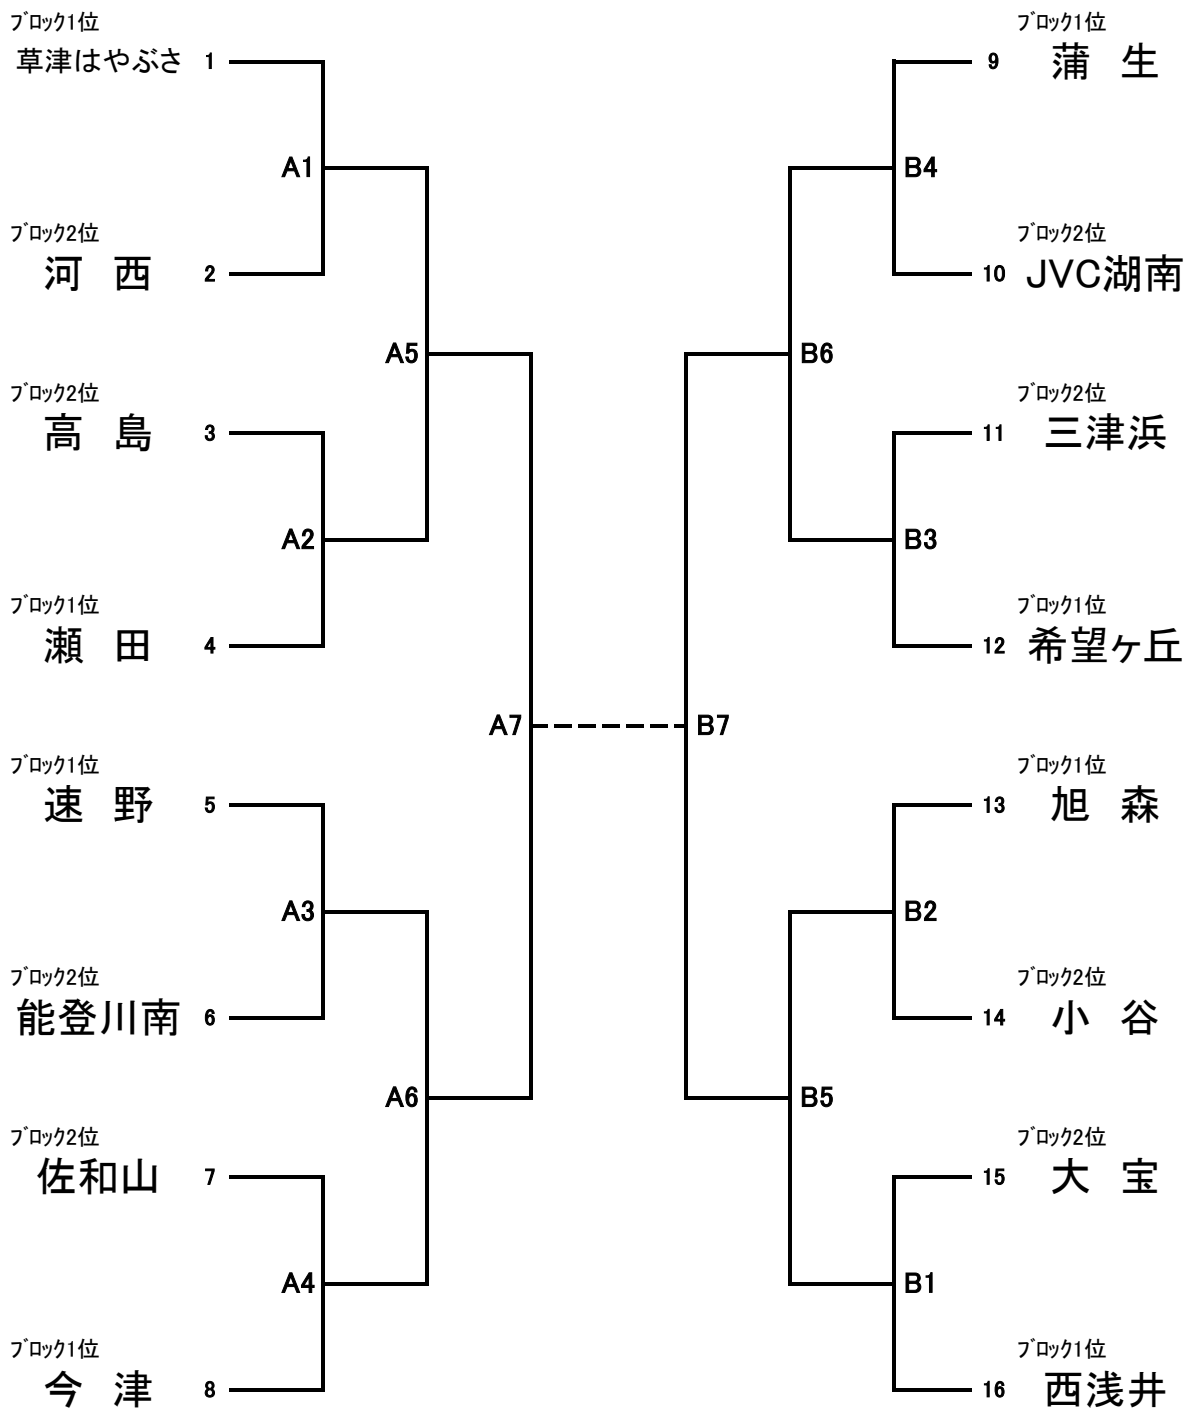 ﾌﾞﾛｯｸ1位
草津はやぶさ 1
A1
ﾌﾞﾛｯｸ2位
河　西 2
A5
ﾌﾞﾛｯｸ2位
高　島 3
A2
ﾌﾞﾛｯｸ1位
瀬　田 4
A7
ﾌﾞﾛｯｸ1位
速　野 5
A3
ﾌﾞﾛｯｸ2位
能登川南 6
A6
ﾌﾞﾛｯｸ2位
佐和山 7
A4
ﾌﾞﾛｯｸ1位
今　津 8
ﾌﾞﾛｯｸ1位
9 蒲　生
B4
ﾌﾞﾛｯｸ2位
10 JVC湖南
B6
ﾌﾞﾛｯｸ2位
11 三津浜
B3
ﾌﾞﾛｯｸ1位
12 希望ヶ丘
B7
ﾌﾞﾛｯｸ1位
13 旭　森
B2
ﾌﾞﾛｯｸ2位
14 小　谷
B5
ﾌﾞﾛｯｸ2位
15 大　宝
B1
ﾌﾞﾛｯｸ1位
16 西浅井